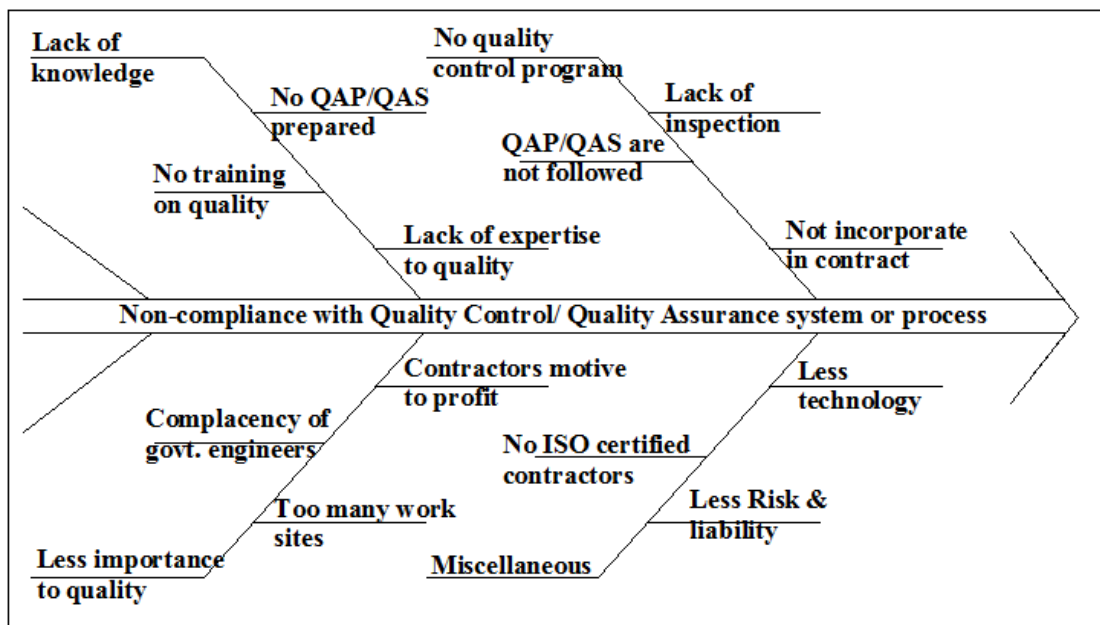 Lack of
knowledge
No QAP/QAS
prepared
No training
on quality
Lack of expertise
to quality
No quality
control program
Lack of
inspection
QAP/QAS are
not followed
Not incorporate
in contract
Non-compliance with Quality Control/ Quality Assurance system or process
Contractors motive
to profit
Complacency of
govt. engineers
Too many work
sites
Less importance
to quality
Less
technology
No ISO certified
contractors
Less Risk &
liability
Miscellaneous